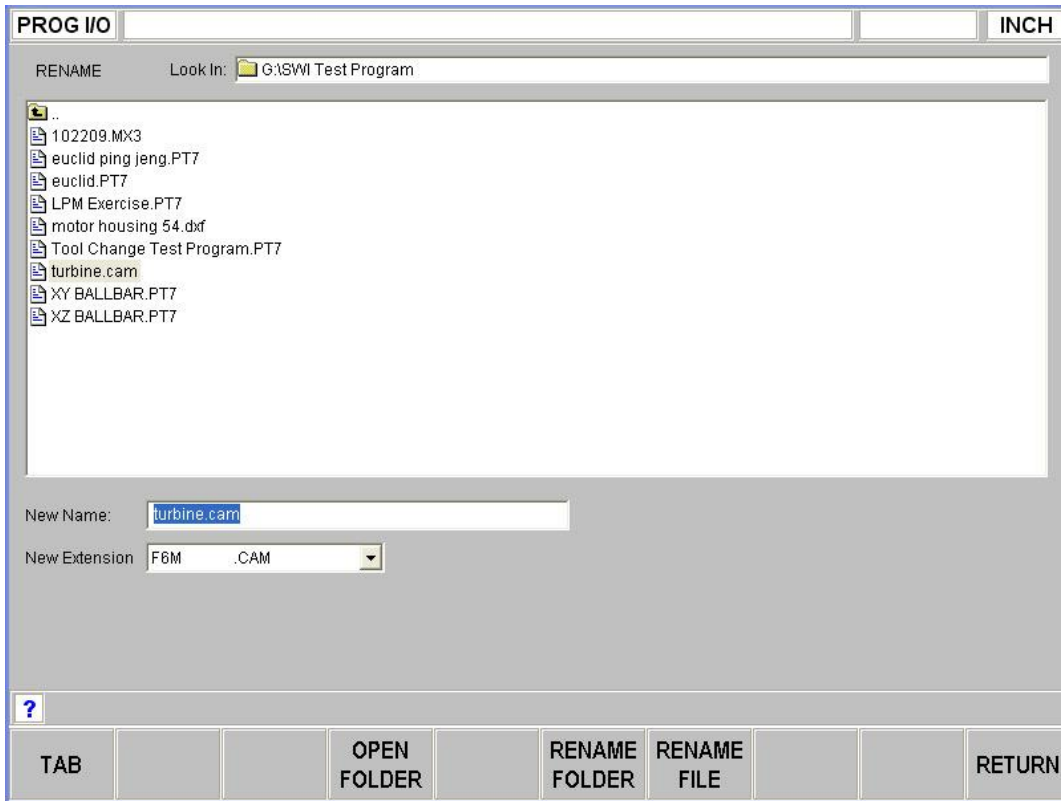 PROG I/O INCH
RENAME Look In: G:\SWI Test Program
..
102209.MX3
euclid ping jeng.PT7
euclid.PT7
LPM Exercise.PT7
motor housing 54.dxf
Tool Change Test Program.PT7
turbine.cam
XY BALLBAR.PT7
XZ BALLBAR.PT7
New Name: turbine.cam
New Extension F6M .CAM
?
TAB OPEN FOLDER RENAME FOLDER RENAME FILE RETURN